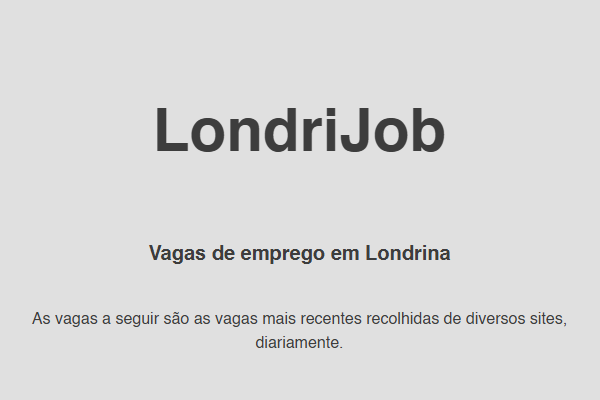 LondriJob
Vagas de emprego em Londrina
As vagas a seguir são as vagas mais recentes recolhidas de diversos sites,
diariamente.